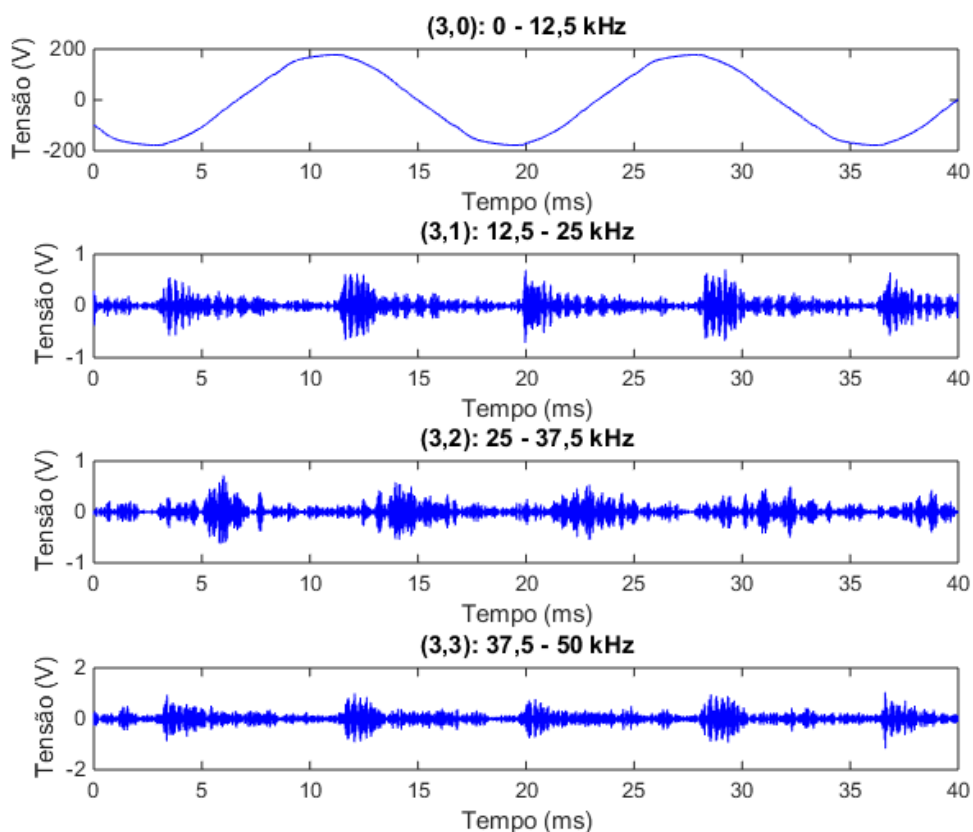 (3,0): 0 - 12,5 kHz
Tensão (V)
200
0
-200
0 5 10 15 20 25 30 35 40
Tempo (ms)
(3,1): 12,5 - 25 kHz
Tensão (V)
1
0
-1
0 5 10 15 20 25 30 35 40
Tempo (ms)
(3,2): 25 - 37,5 kHz
Tensão (V)
1
0
-1
0 5 10 15 20 25 30 35 40
Tempo (ms)
(3,3): 37,5 - 50 kHz
Tensão (V)
2
0
-2
0 5 10 15 20 25 30 35 40
Tempo (ms)